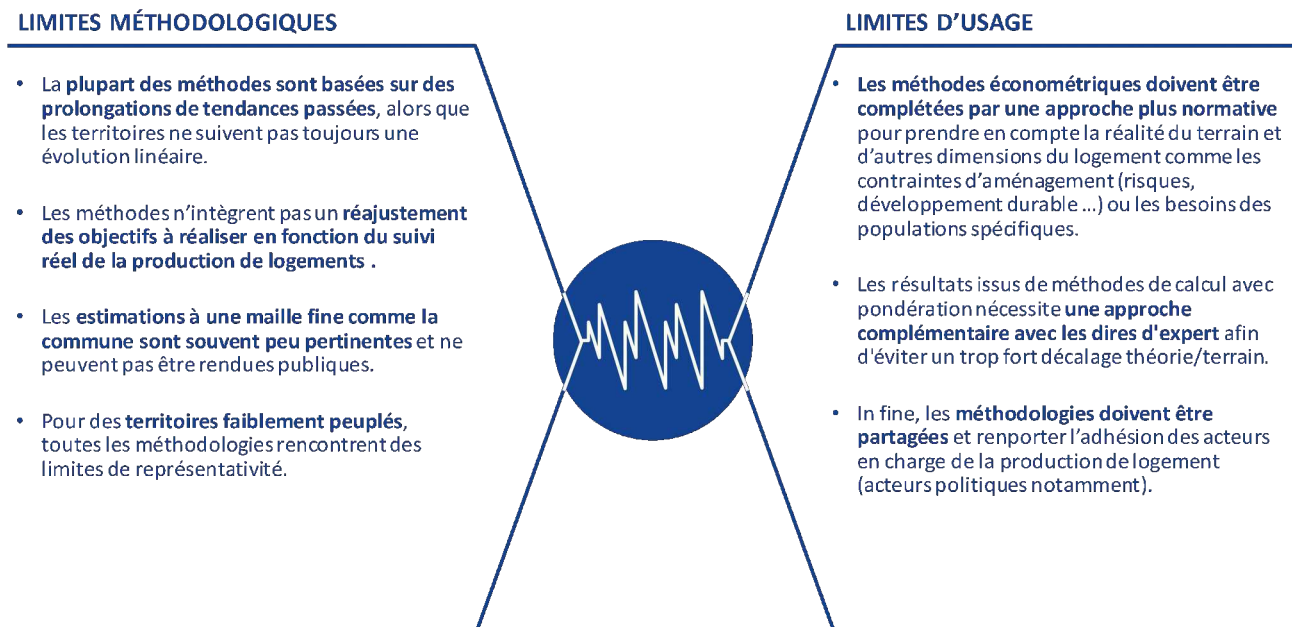 LIMITES MÉTHODOLOGIQUES
• La plupart des méthodes sont basées sur des
prolongations de tendances passées, alors que
les territoires ne suivent pas toujours une
évolution linéaire.
• Les méthodes n’intègrent pas un réajustement
des objectifs à réaliser en fonction du suivi
réel de la production de logements .
• Les estimations à une maille fine comme la
commune sont souvent peu pertinentes et ne
peuvent pas être rendues publiques.
• Pour des territoires faiblement peuplés,
toutes les méthodologies rencontrent des
limites de représentativité.
LIMITES D’USAGE
• Les méthodes économétriques doivent être
complétées par une approche plus normative
pour prendre en compte la réalité du terrain et
d’autres dimensions du logement comme les
contraintes d’aménagement (risques,
développement durable …) ou les besoins des
populations spécifiques.
• Les résultats issus de méthodes de calcul avec
pondération nécessite une approche
complémentaire avec les dires d'expert afin
d'éviter un trop fort décalage théorie/terrain.
• In fine, les méthodologies doivent être
partagées et renporter l’adhésion des acteurs
en charge de la production de logement
(acteurs politiques notamment).